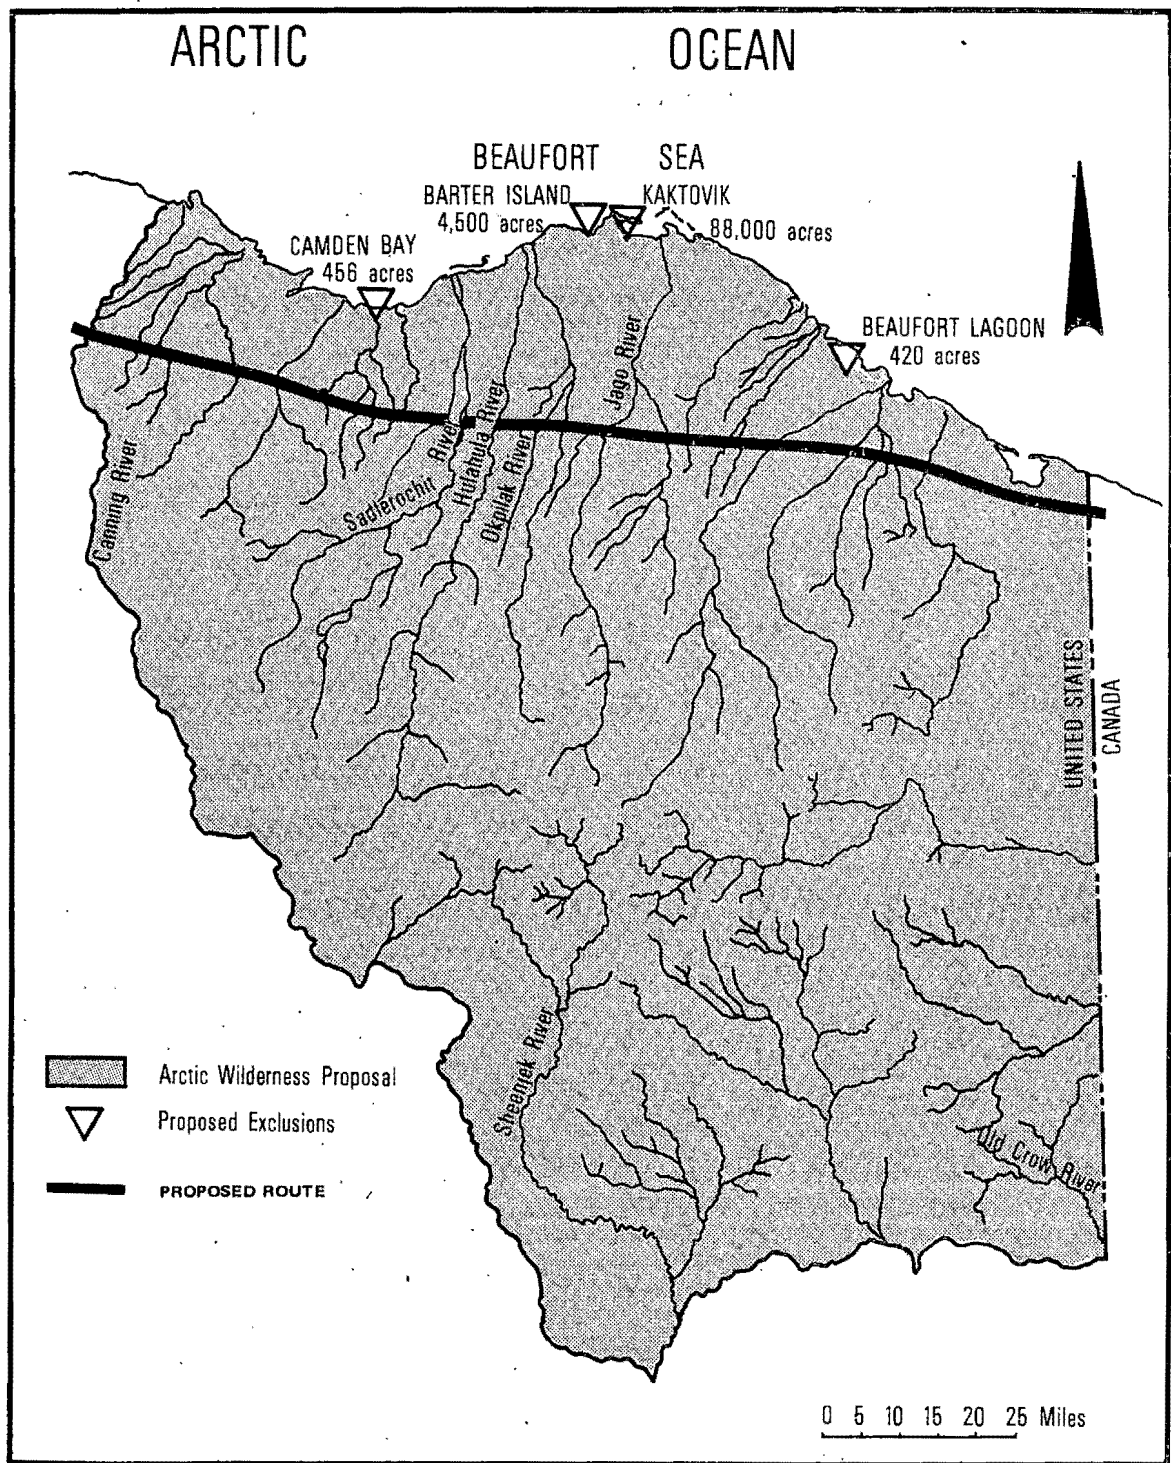 ARCTIC OCEAN
BEAUFORT SEA
BARTER ISLAND
4,500 acres
KAKTOVIK
88,000 acres
CAMDEN BAY
456 acres
BEAUFORT LAGOON
420 acres
Jago River
Canning River
Sadlerochit River
Hulahula River
Okpilak River
UNITED STATES
CANADA
Sheenjek River
Old Crow River
Arctic Wilderness Proposal
Proposed Exclusions
PROPOSED ROUTE
0 5 10 15 20 25 Miles